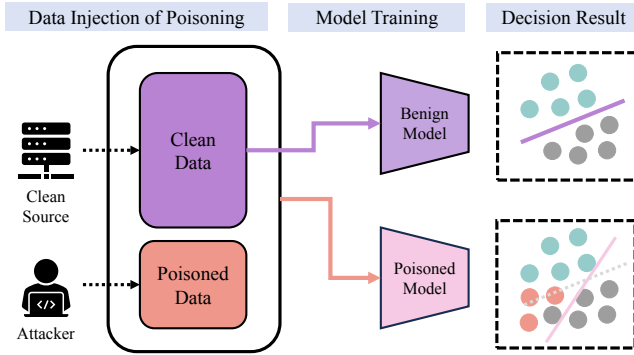 Data Injection of Poisoning
Model Training
Decision Result
Clean
Source
Clean
Data
Benign
Model
Attacker
</>
Poisoned
Data
Poisoned
Model